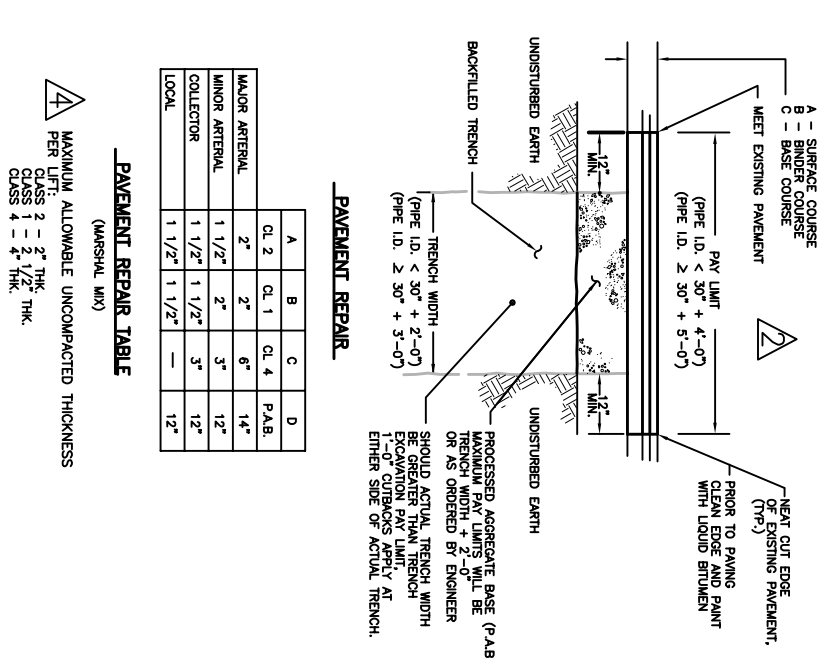 A - SURFACE COURSE
B - BINDER COURSE
C - BASE COURSE
MEET EXISTING PAVEMENT
2
NEAT CUT EDGE
OF EXISTING PAVEMENT,
(TYP.)
PAY LIMIT
(PIPE I.D. < 30" + 4'-0")
(PIPE I.D. ≥ 30" + 5'-0")
PRIOR TO PAVING
CLEAN EDGE AND PAINT
WITH LIQUID BITUMEN
12"
MIN.
12"
MIN.
UNDISTURBED EARTH
UNDISTURBED EARTH
BACKFILLED TRENCH
TRENCH WIDTH
(PIPE I.D. < 30" + 2'-0")
(PIPE I.D. ≥ 30" + 3'-0")
PROCESSED AGGREGATE BASE (P.A.B
MAXIMUM PAY LIMITS WILL BE
TRENCH WIDTH + 2'-0"
OR AS ORDERED BY ENGINEER
SHOULD ACTUAL TRENCH WIDTH
BE GREATER THAN TRENCH
EXCAVATION PAY LIMIT,
1'-0" CUTBACKS APPLY AT
EITHER SIDE OF ACTUAL TRENCH.
PAVEMENT REPAIR
A B C D
CL 2 CL 1 CL 4 P.A.B.
MAJOR ARTERIAL 2" 2" 6" 14"
MINOR ARTERIAL 1 1/2" 2" 3" 12"
COLLECTOR 1 1/2" 1 1/2" 3" 12"
LOCAL 1 1/2" 1 1/2" — 12"
PAVEMENT REPAIR TABLE
(MARSHAL MIX)
4
MAXIMUM ALLOWABLE UNCOMPACTED THICKNESS
PER LIFT:
CLASS 2 - 2" THK.
CLASS 1 - 2 1/2" THK.
CLASS 4 - 4" THK.